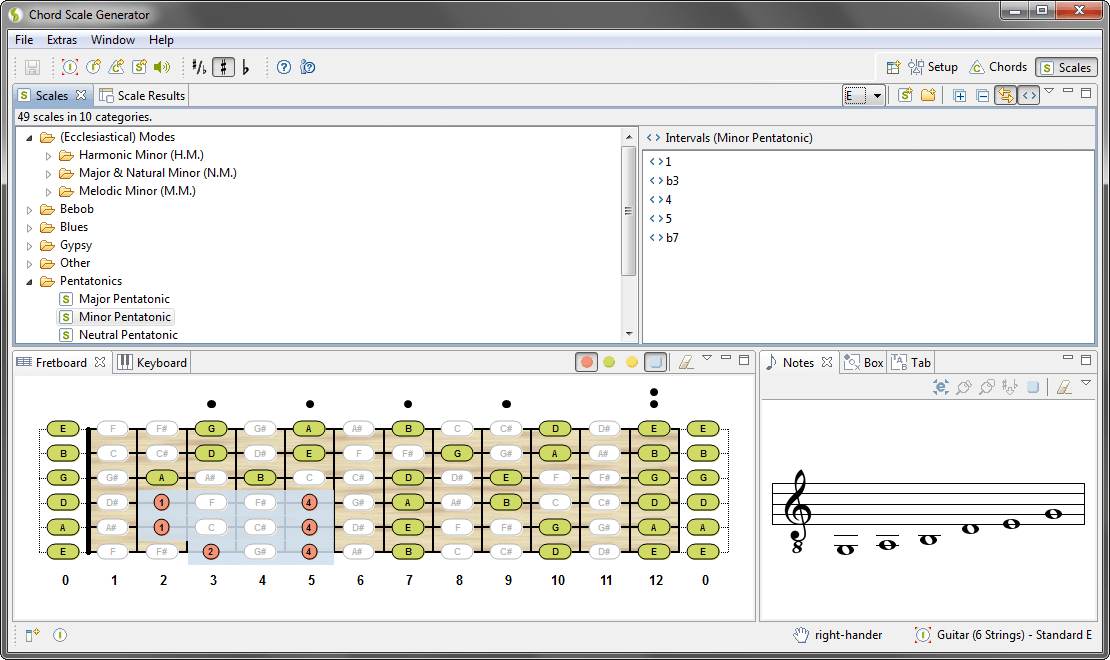 Chord Scale Generator
File Extras Window Help
#/b # b ? Setup Chords Scales
Scales Scale Results E
49 scales in 10 categories.
(Ecclesiastical) Modes
Harmonic Minor (H.M.)
Major & Natural Minor (N.M.)
Melodic Minor (M.M.)
Bebob
Blues
Gypsy
Other
Pentatonics
Major Pentatonic
Minor Pentatonic
Neutral Pentatonic
Intervals (Minor Pentatonic)
1
b3
4
5
b7
Fretboard Keyboard
E F F# G G# A A# B C C# D D# E E
B C C# D D# E F F# G G# A A# B B
G G# A A# B C C# D D# E F F# G G
D D# 1 F F# 4 G# A A# B C C# D D
A A# 1 C C# 4 D# E F F# G G# A A
E F F# 2 G# 4 A# B C C# D D# E E
0 1 2 3 4 5 6 7 8 9 10 11 12 0
Notes Box Tab
8
right-hander Guitar (6 Strings) - Standard E